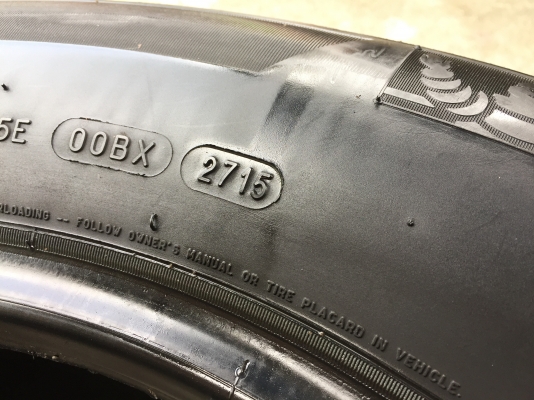 5E 00BX 2715
RLOADING -- FOLLOW OWNER'S MANUAL OR TIRE PLACARD IN VEHICLE.